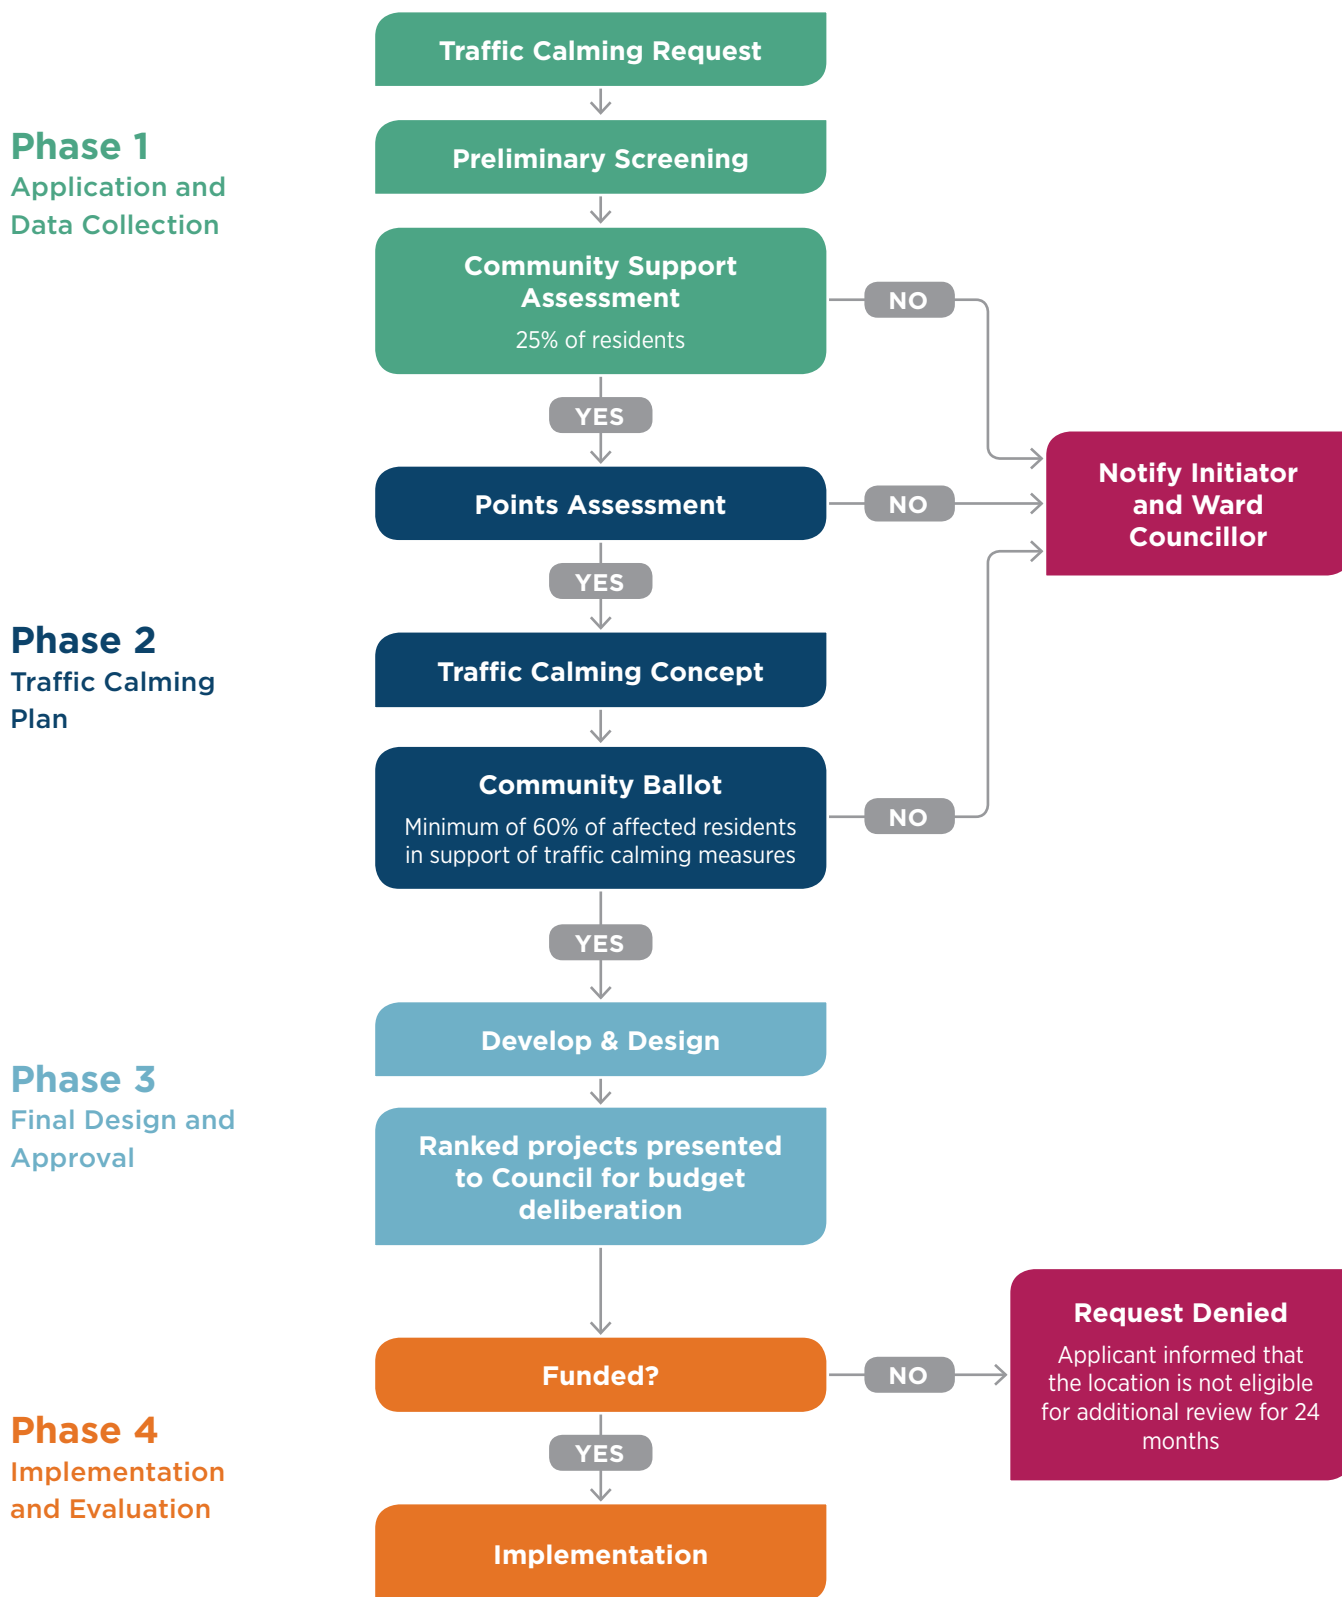 Traffic Calming Request
Phase 1
Application and
Data Collection
Preliminary Screening
Community Support
Assessment
25% of residents
NO
YES
Points Assessment
NO
Notify Initiator
and Ward
Councillor
YES
Phase 2
Traffic Calming
Plan
Traffic Calming Concept
Community Ballot
Minimum of 60% of affected residents
in support of traffic calming measures
NO
YES
Phase 3
Final Design and
Approval
Develop & Design
Ranked projects presented
to Council for budget
deliberation
Phase 4
Implementation
and Evaluation
Funded?
NO
Request Denied
Applicant informed that
the location is not eligible
for additional review for 24
months
YES
Implementation